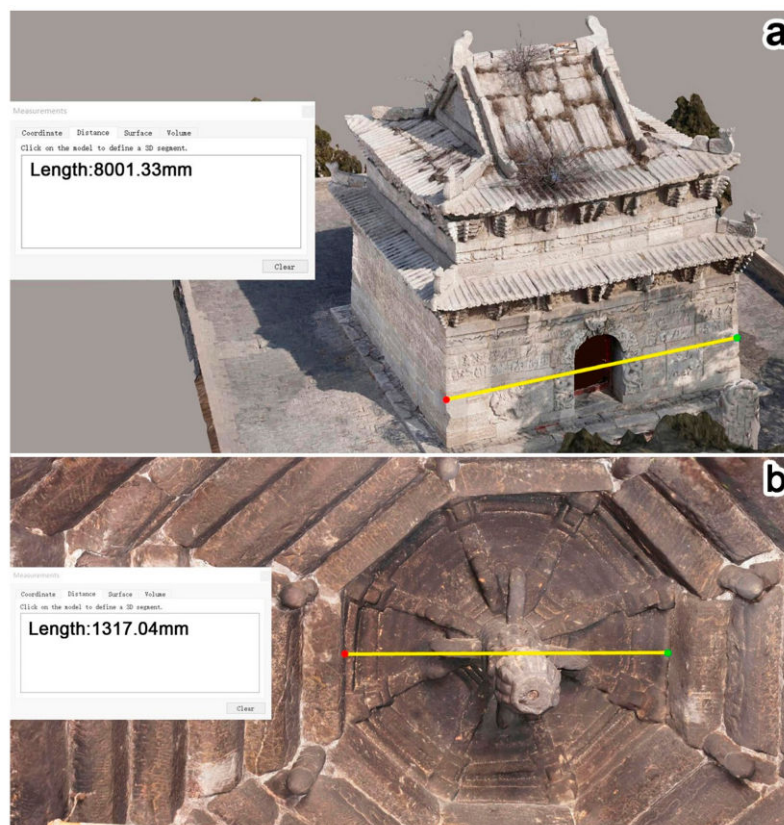 a
Measurements
Coordinate Distance Surface Volume
Click on the model to define a 3D segment.
Length:8001.33mm
Clear
b
Measurements
Coordinate Distance Surface Volume
Click on the model to define a 3D segment.
Length:1317.04mm
Clear